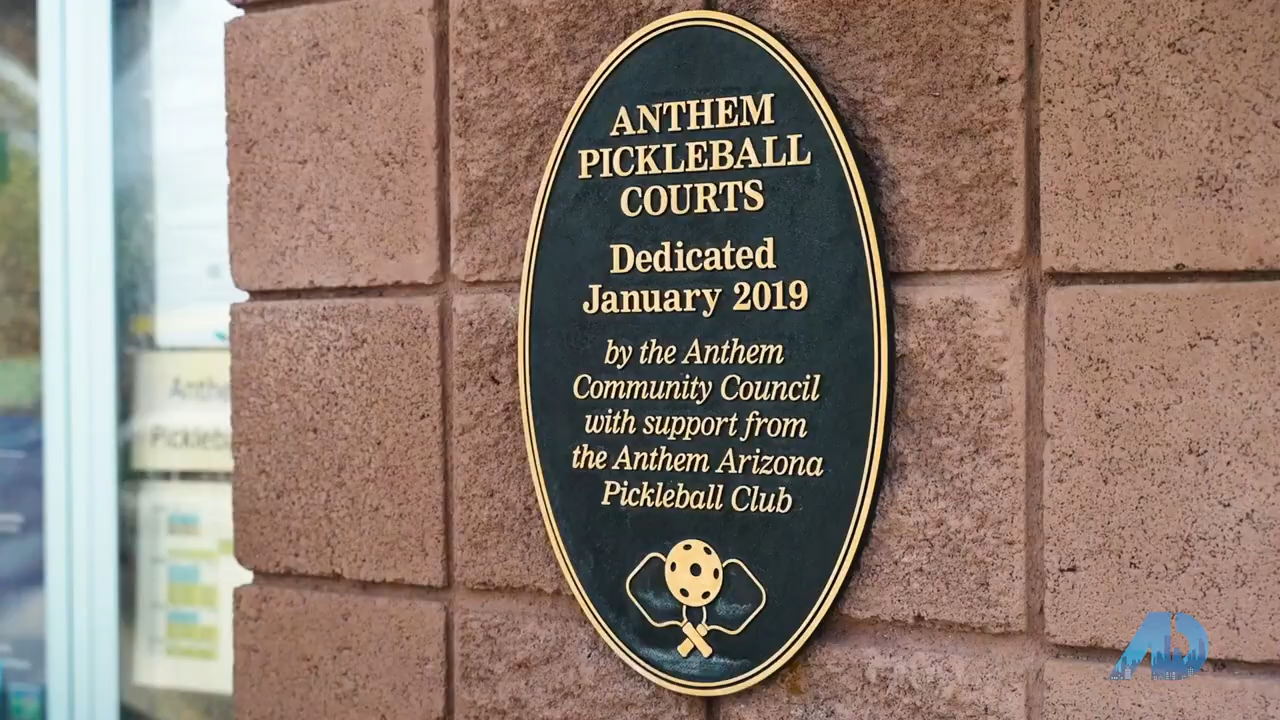 ANTHEM
PICKLEBALL
COURTS
Dedicated
January 2019
by the Anthem
Community Council
with support from
the Anthem Arizona
Pickleball Club
AD